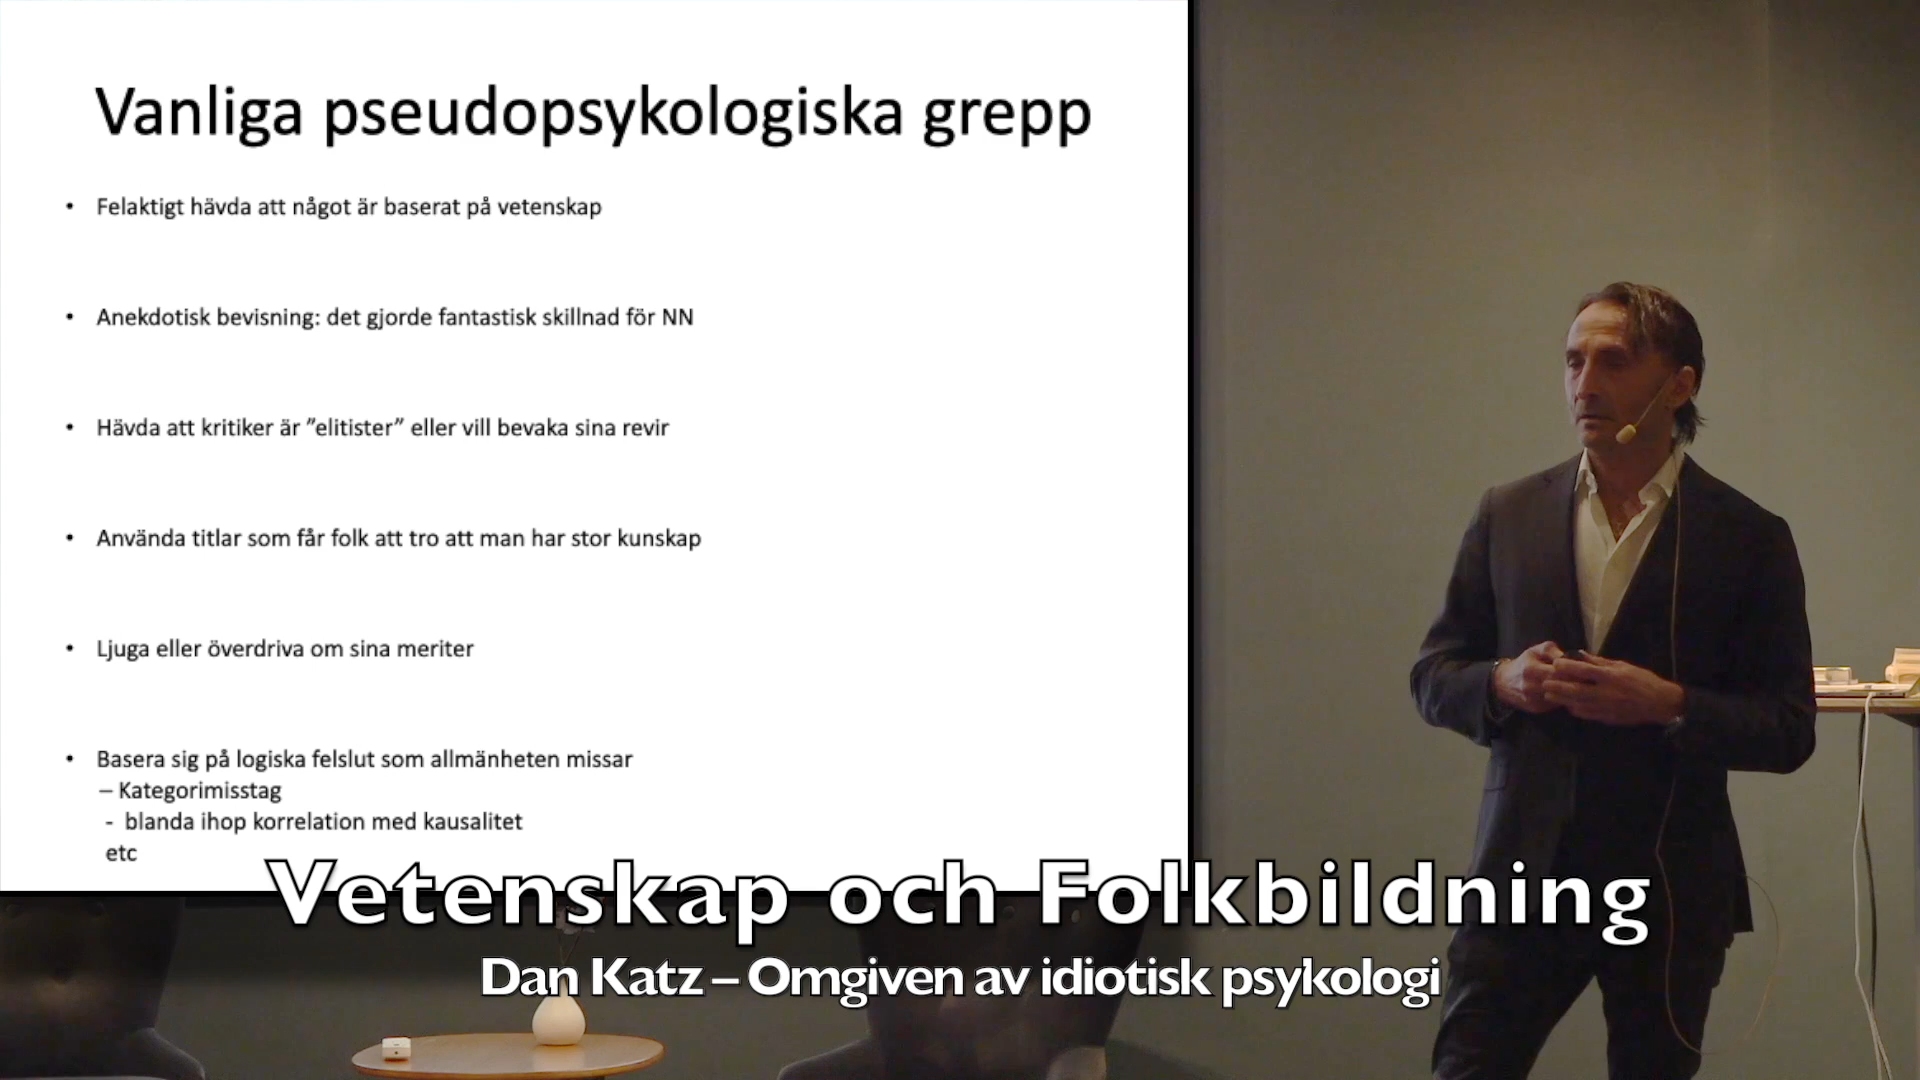 Vanliga pseudopsykologiska grepp
• Felaktigt hävda att något är baserat på vetenskap
• Anekdotisk bevisning: det gjorde fantastisk skillnad för NN
• Hävda att kritiker är ”elitister” eller vill bevaka sina revir
• Använda titlar som får folk att tro att man har stor kunskap
• Ljuga eller överdriva om sina meriter
• Basera sig på logiska felslut som allmänheten missar
– Kategorimisstag
- blanda ihop korrelation med kausalitet
etc
Vetenskap och Folkbildning
Dan Katz – Omgiven av idiotisk psykologi